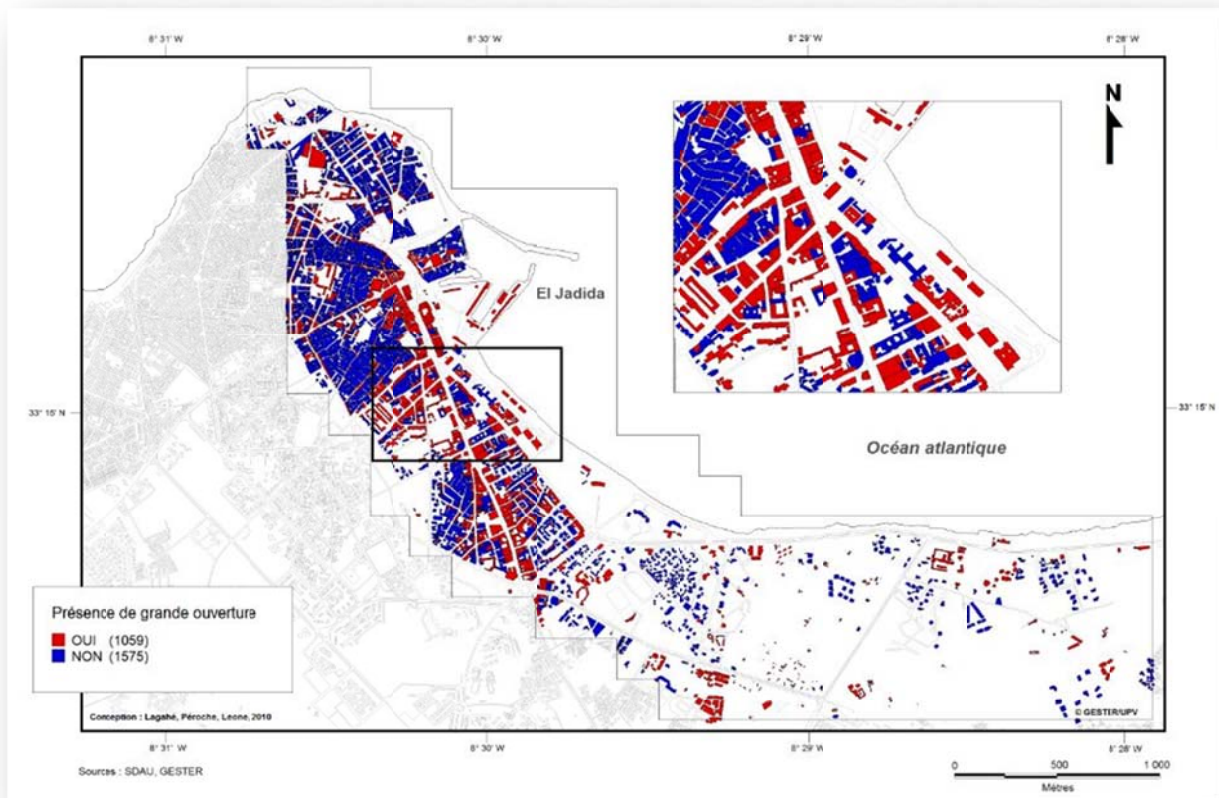 8° 31' W
8° 30' W
8° 29' W
8° 28' W
N
El Jadida
33° 15' N
33° 15' N
Océan atlantique
Présence de grande ouverture
OUI (1059)
NON (1575)
Conception : Lagahé, Péroche, Leone, 2010
© GESTER/UPV
8° 31' W
8° 30' W
8° 29' W
8° 28' W
Sources : SDAU, GESTER
0 500 1 000
Mètres